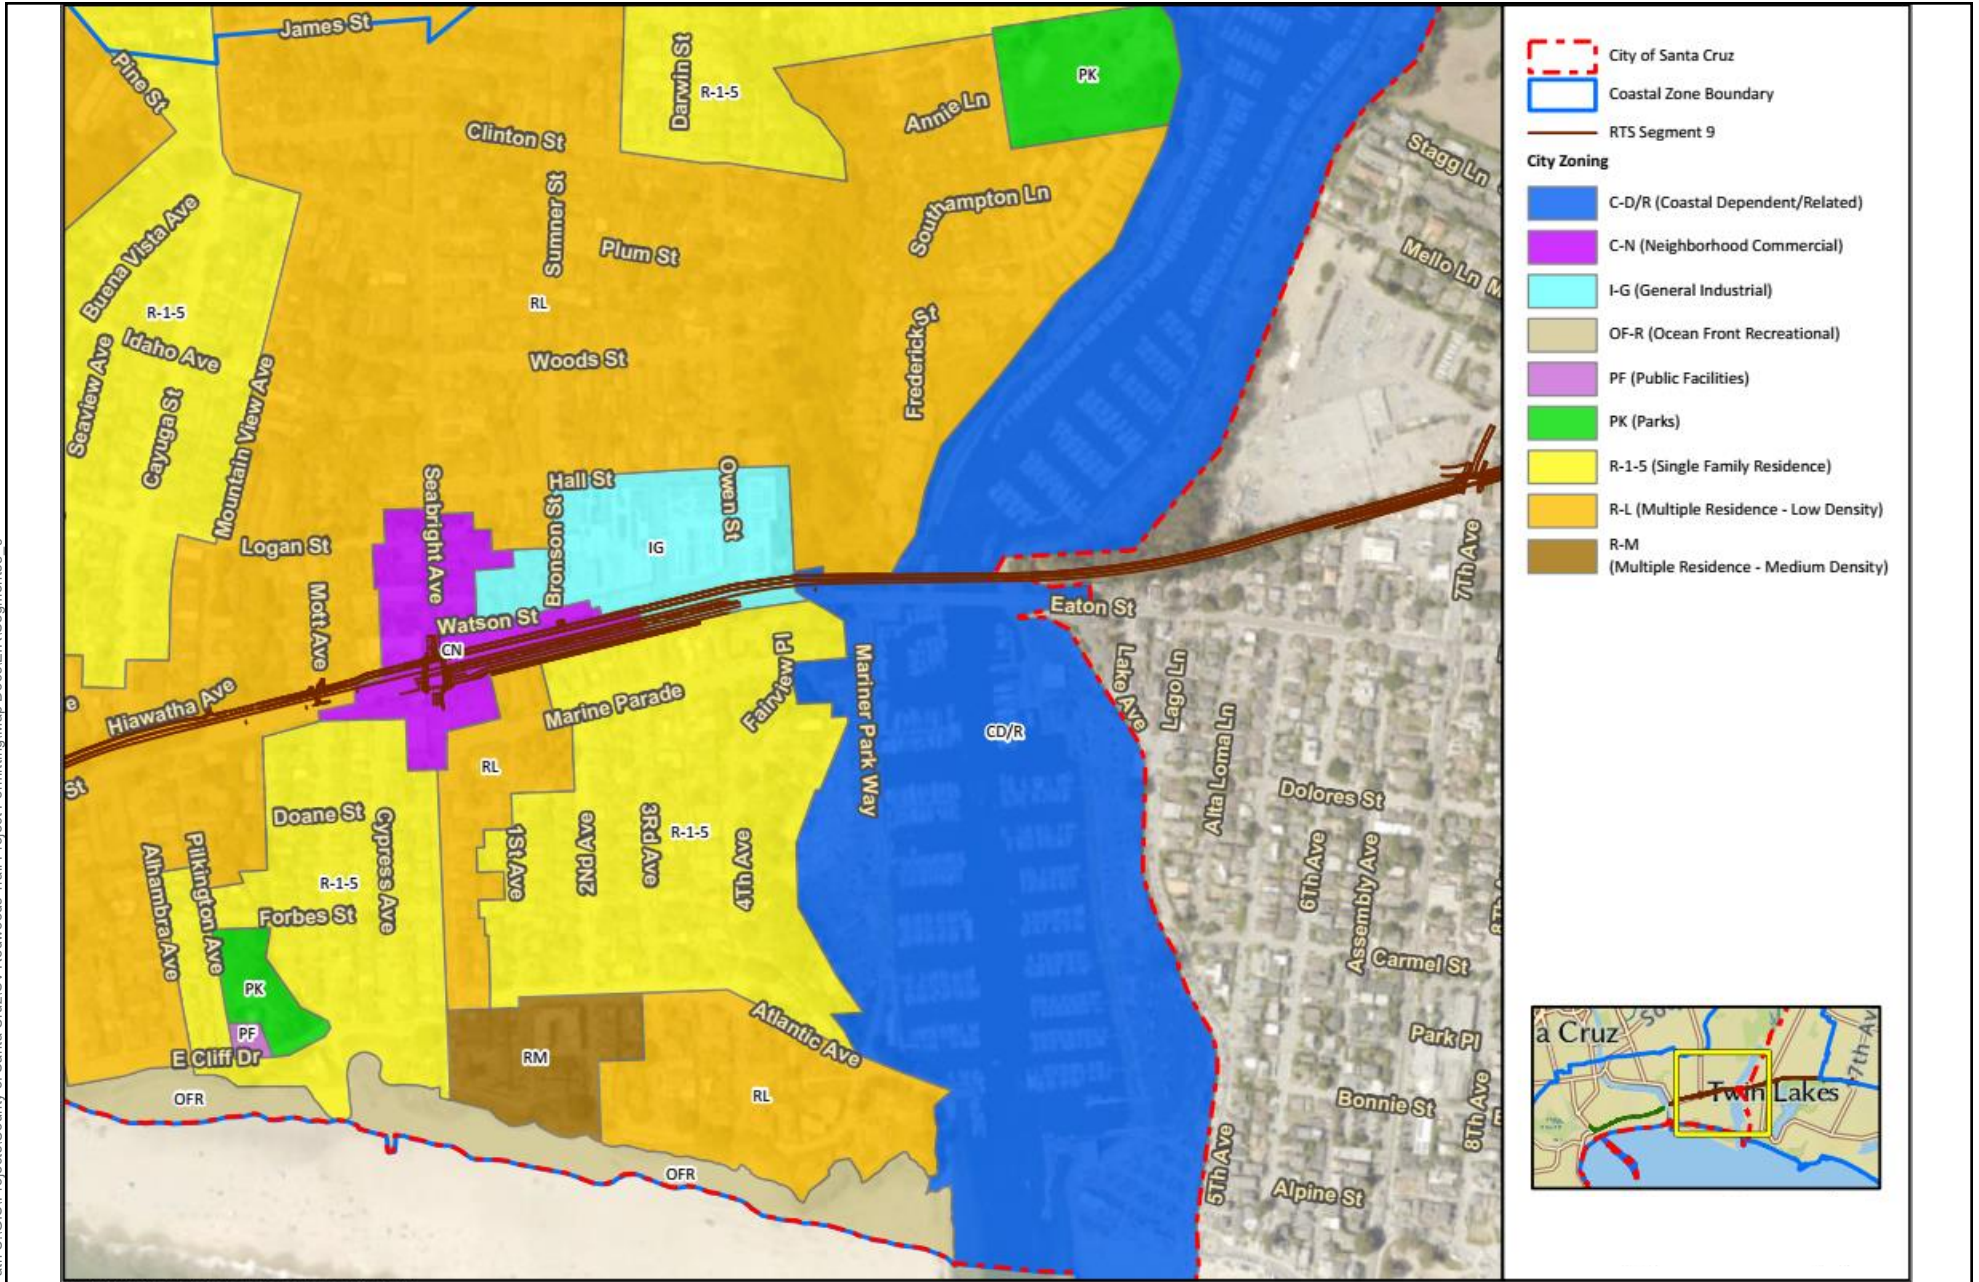 James St
Pine St
Darwin St
R-1-5
PK
Annie Ln
Clinton St
Stagg Ln
Sumner St
Southampton Ln
Buena Vista Ave
Plum St
Mello Ln
R-1-5
RL
Idaho Ave
Seaview Ave
Woods St
Frederick St
Cayuga St
Mountain View Ave
Seabright Ave
Hall St
Bronson St
Owen St
Logan St
IG
7Th Ave
Mott Ave
Watson St
Eaton St
CN
Hiawatha Ave
Marine Parade
Fairview Pl
Mariner Park Way
Lake Ave
Lago Ln
CD/R
Alta Loma Ln
St
RL
Dolores St
Doane St
Cypress Ave
1St Ave
2Nd Ave
3Rd Ave
R-1-5
4Th Ave
6Th Ave
Assembly Ave
Alhambra Ave
Pilkington Ave
R-1-5
Forbes St
Carmel St
PK
PF
E Cliff Dr
RM
Atlantic Ave
Park Pl
OFR
RL
Bonnie St
8Th Ave
OFR
5Th Ave
Alpine St
City of Santa Cruz
Coastal Zone Boundary
RTS Segment 9
City Zoning
C-D/R (Coastal Dependent/Related)
C-N (Neighborhood Commercial)
I-G (General Industrial)
OF-R (Ocean Front Recreational)
PF (Public Facilities)
PK (Parks)
R-1-5 (Single Family Residence)
R-L (Multiple Residence - Low Density)
R-M
(Multiple Residence - Medium Density)
a Cruz
Twin Lakes
7th Av